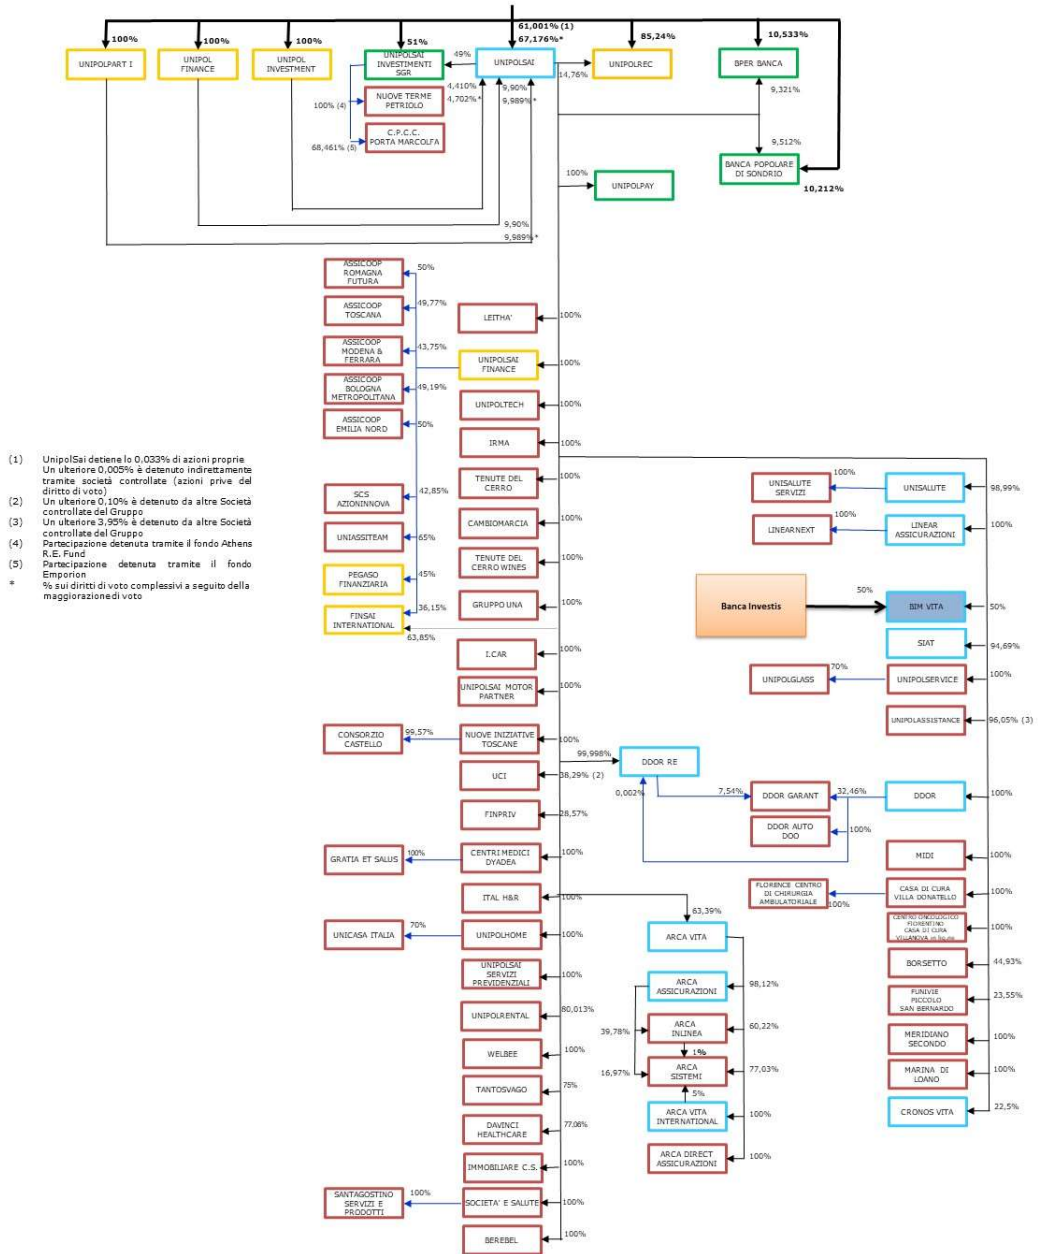 61,001% (1)
67,176%*
100%
100%
100%
51%
85,24%
10,533%
UNIPOLPART I
UNIPOL
FINANCE
UNIPOL
INVESTMENT
UNIPOLSAI
INVESTIMENTI
SGR
49%
UNIPOLSAI
14,76%
UNIPOLREC
BPER BANCA
4,410%
4,702%*
9,90%
9,989%*
9,321%
100% (4)
NUOVE TERME
PETRIOLO
68,461% (5)
C.P.C.C.
PORTA MARCOLFA
9,512%
BANCA POPOLARE
DI SONDRIO
10,212%
100%
UNIPOLPAY
9,90%
9,989%*
ASSICOOP
ROMAGNA
FUTURA
50%
ASSICOOP
TOSCANA
49,77%
LEITHA'
100%
ASSICOOP
MODENA &
FERRARA
43,75%
UNIPOLSAI
FINANCE
100%
ASSICOOP
BOLOGNA
METROPOLITANA
49,19%
UNIPOLTECH
100%
ASSICOOP
EMILIA NORD
50%
IRMA
100%
(1) UnipolSai detiene lo 0,033% di azioni proprie
Un ulteriore 0,005% è detenuto indirettamente
tramite società controllate (azioni prive del
diritto di voto)
(2) Un ulteriore 0,10% è detenuto da altre Società
controllate del Gruppo
(3) Un ulteriore 3,95% è detenuto da altre Società
controllate del Gruppo
(4) Partecipazione detenuta tramite il fondo Athens
R.E. Fund
(5) Partecipazione detenuta tramite il fondo
Emporion
* % sui diritti di voto complessivi a seguito della
maggiorazione di voto
SCS
AZIONINNOVA
42,85%
TENUTE DEL
CERRO
100%
UNISALUTE
SERVIZI
100%
UNISALUTE
98,99%
UNIASSITEAM
65%
CAMBIOMARCIA
100%
LINEARNEXT
100%
LINEAR
ASSICURAZIONI
100%
PEGASO
FINANZIARIA
45%
TENUTE DEL
CERRO WINES
100%
FINSAI
INTERNATIONAL
36,15%
63,85%
GRUPPO UNA
100%
Banca Investis
50%
BIM VITA
50%
I.CAR
100%
SIAT
94,69%
UNIPOLSAI MOTOR
PARTNER
100%
UNIPOLGLASS
70%
UNIPOLSERVICE
100%
UNIPOLASSISTANCE
96,05% (3)
CONSORZIO
CASTELLO
99,57%
NUOVE INIZIATIVE
TOSCANE
100%
99,998%
DDOR RE
UCI
38,29% (2)
0,002%
7,54%
DDOR GARANT
32,46%
DDOR
100%
FINPRIV
28,57%
DDOR AUTO
DOO
100%
GRATIA ET SALUS
100%
CENTRI MEDICI
DYADEA
100%
MIDI
100%
ITAL H&R
100%
FLORENCE CENTRO
DI CHIRURGIA
AMBULATORIALE
100%
CASA DI CURA
VILLA DONATELLO
100%
63,39%
UNICASA ITALIA
70%
UNIPOLHOME
100%
ARCA VITA
CENTRO ONCOLOGICO
FIORENTINO
CASA DI CURA
VILLANOVA
100%
UNIPOLSAI
SERVIZI
PREVIDENZIALI
100%
ARCA
ASSICURAZIONI
98,12%
BORSETTO
44,93%
UNIPOLRENTAL
80,013%
FUNIVIE
PICCOLO
SAN BERNARDO
23,55%
39,78%
ARCA
INLINEA
60,22%
MERIDIANO
SECONDO
100%
WELBEE
100%
1%
16,97%
ARCA
SISTEMI
77,03%
MARINA DI
LOANO
100%
TANTOSVAGO
75%
5%
DAVINCI
HEALTHCARE
77,06%
ARCA VITA
INTERNATIONAL
100%
CRONOS VITA
22,5%
IMMOBILIARE C.S.
100%
ARCA DIRECT
ASSICURAZIONI
100%
SANTAGOSTINO
SERVIZI E
PRODOTTI
100%
SOCIETA' E SALUTE
100%
BEREBEL
100%